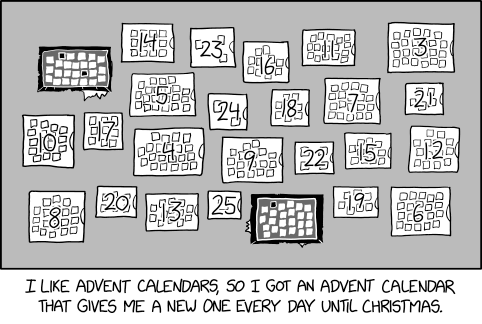 14 23 16 11 3
5 24 18 7 21
10 17 4 9 22 15 12
8 20 13 25 19 6
I LIKE ADVENT CALENDARS, SO I GOT AN ADVENT CALENDAR
THAT GIVES ME A NEW ONE EVERY DAY UNTIL CHRISTMAS.